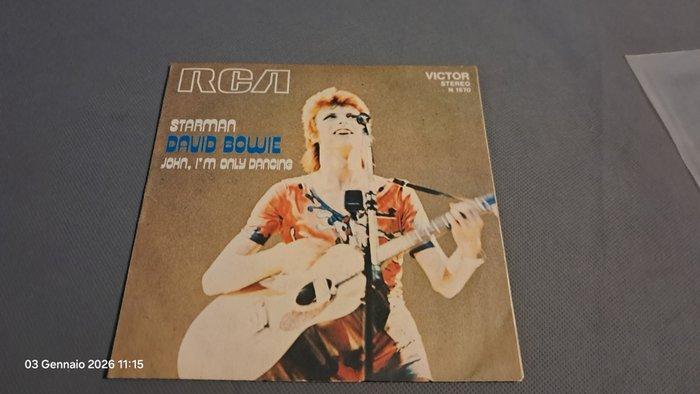 RCA
VICTOR
STEREO
N 1670
STARMAN
DAVID BOWIE
JOHN, I'M ONLY DANCING
03 Gennaio 2026 11:15